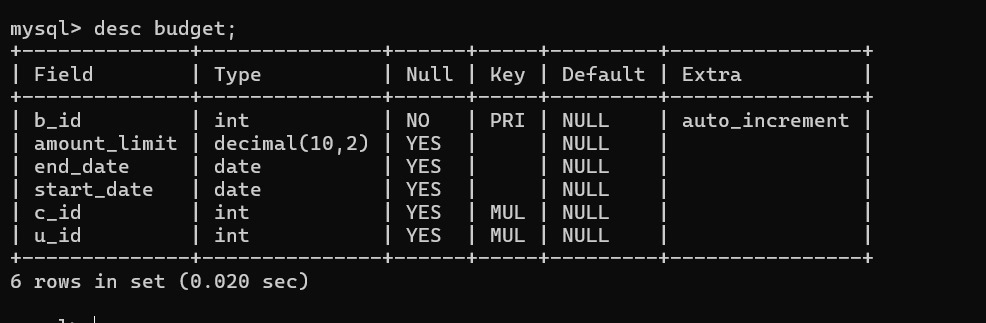 mysql> desc budget;
+--------------+---------------+------+-----+---------+----------------+
| Field        | Type          | Null | Key | Default | Extra          |
+--------------+---------------+------+-----+---------+----------------+
| b_id         | int           | NO   | PRI | NULL    | auto_increment |
| amount_limit | decimal(10,2) | YES  |     | NULL    |                |
| end_date     | date          | YES  |     | NULL    |                |
| start_date   | date          | YES  |     | NULL    |                |
| c_id         | int           | YES  | MUL | NULL    |                |
| u_id         | int           | YES  | MUL | NULL    |                |
+--------------+---------------+------+-----+---------+----------------+
6 rows in set (0.020 sec)